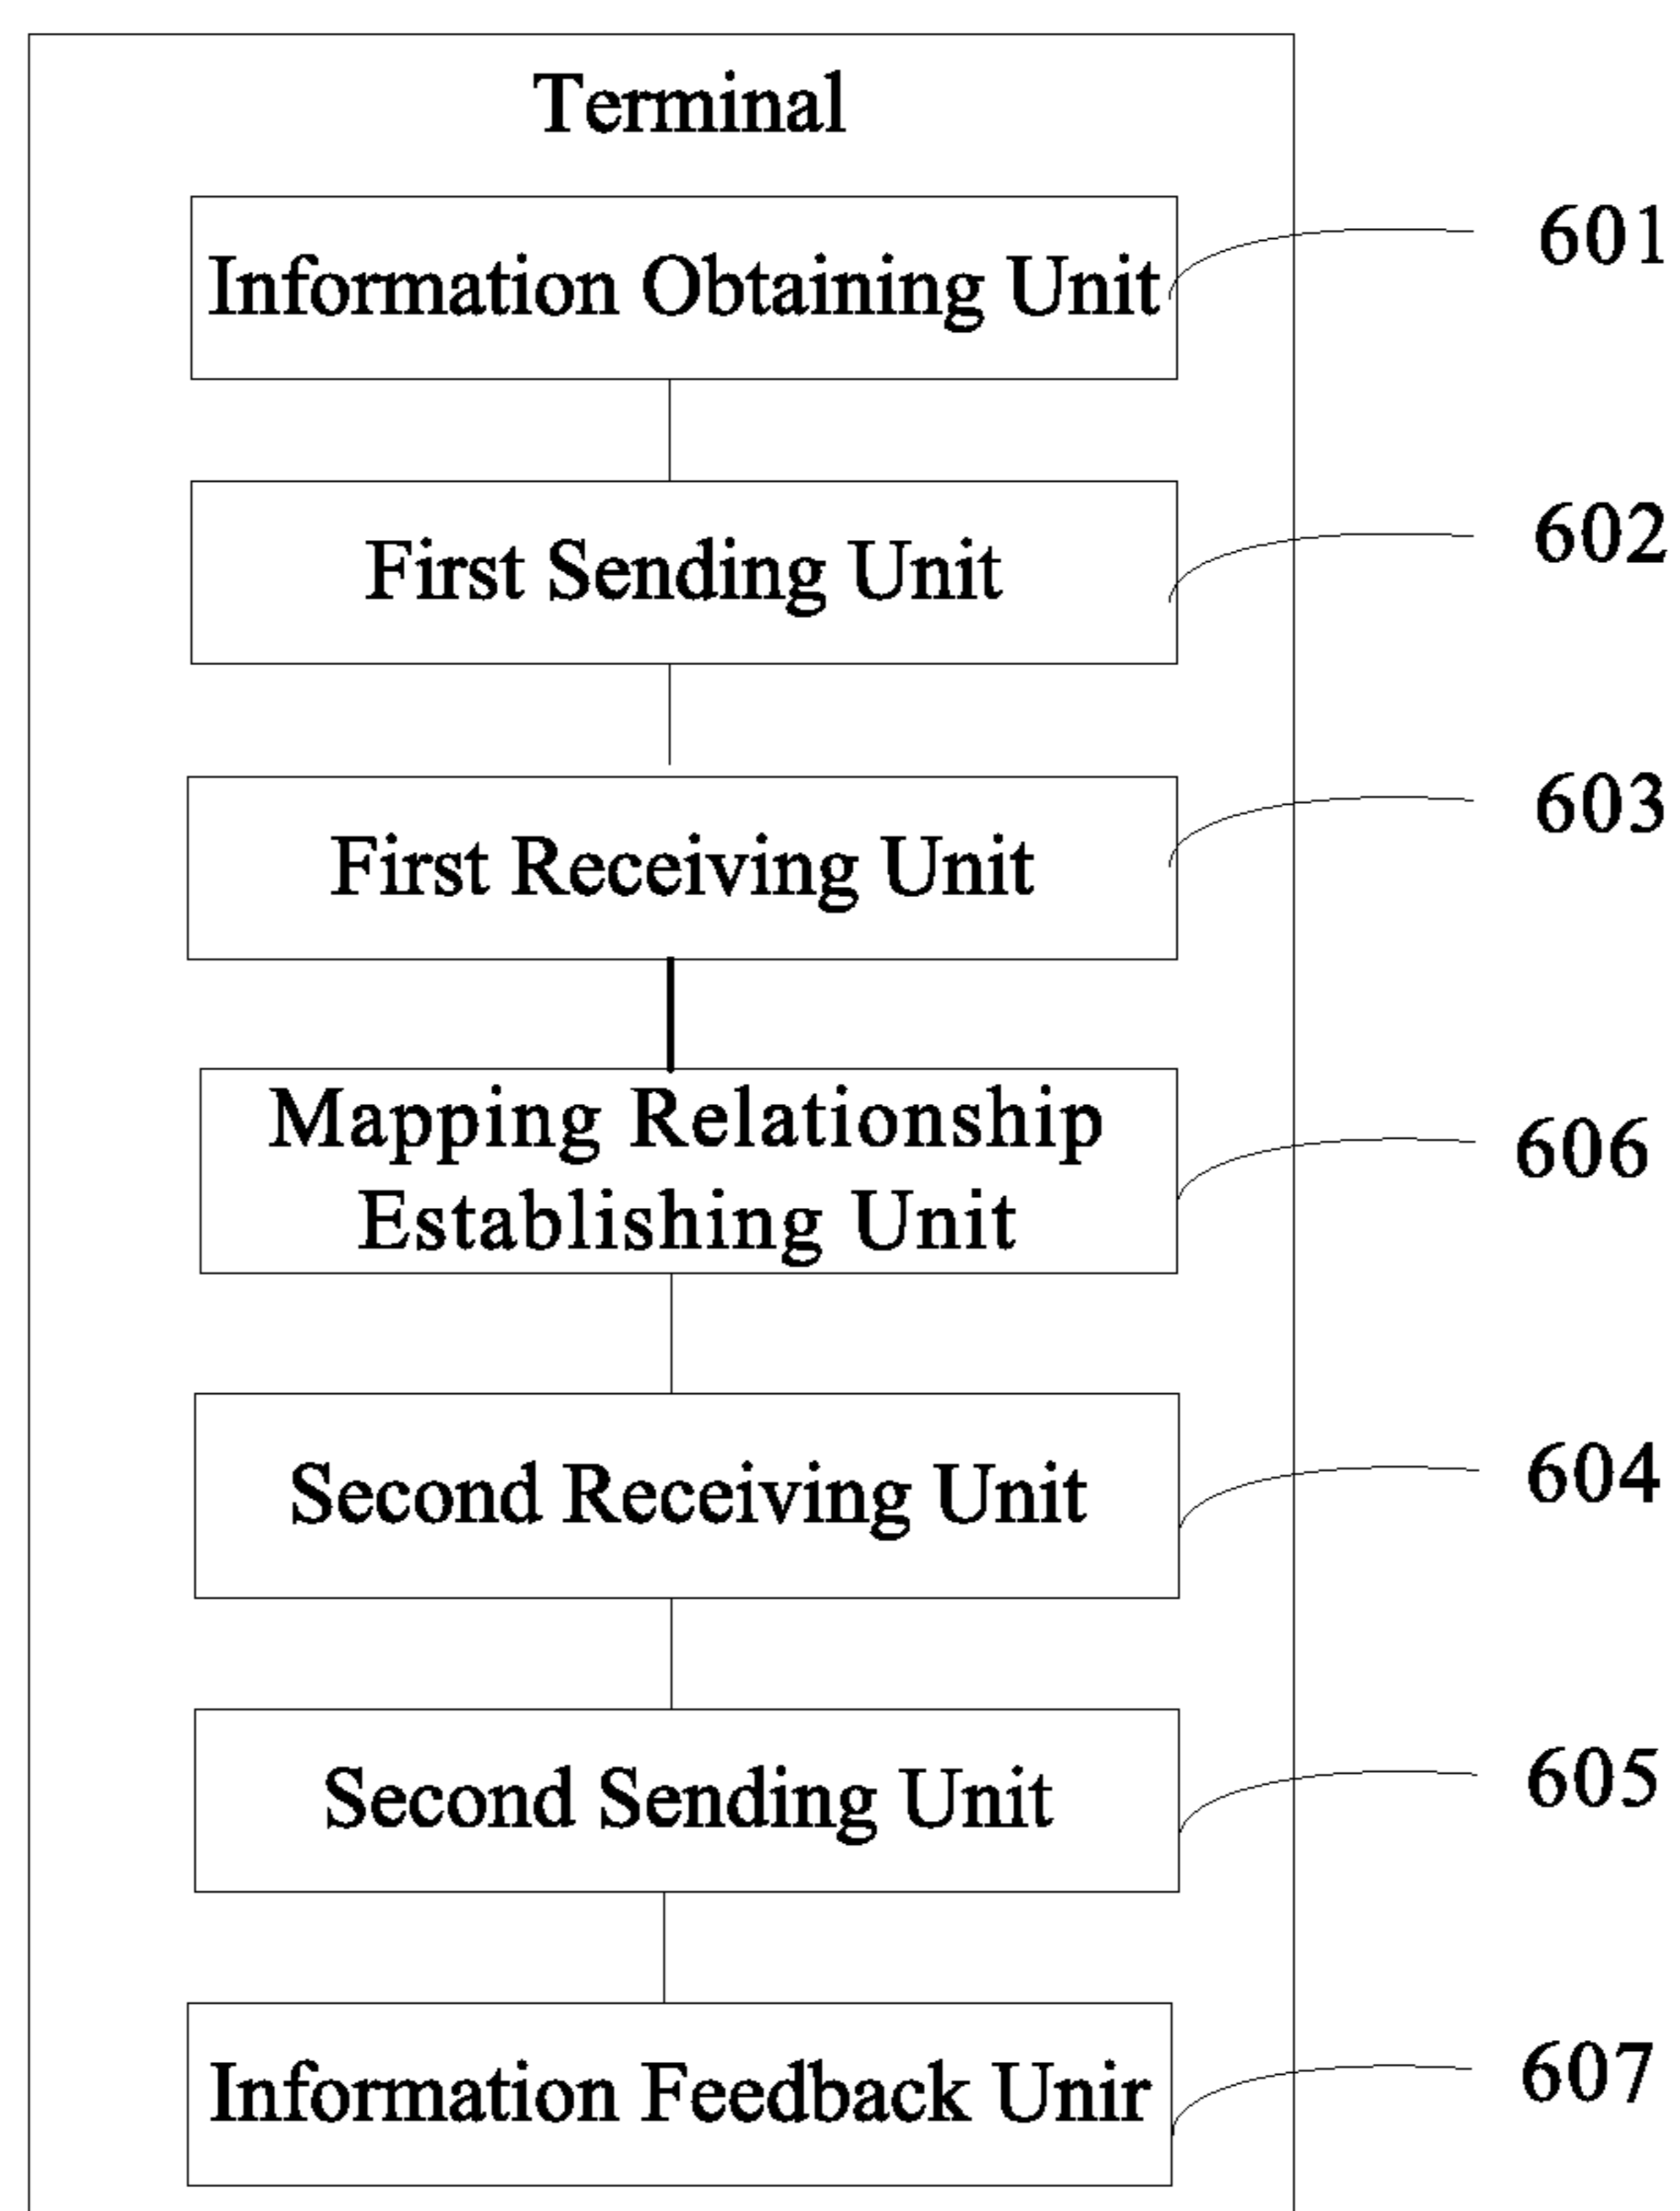 Terminal
Information Obtaining Unit
601
First Sending Unit
602
First Receiving Unit
603
Mapping Relationship
Establishing Unit
606
Second Receiving Unit
604
Second Sending Unit
605
Information Feedback Unir
607